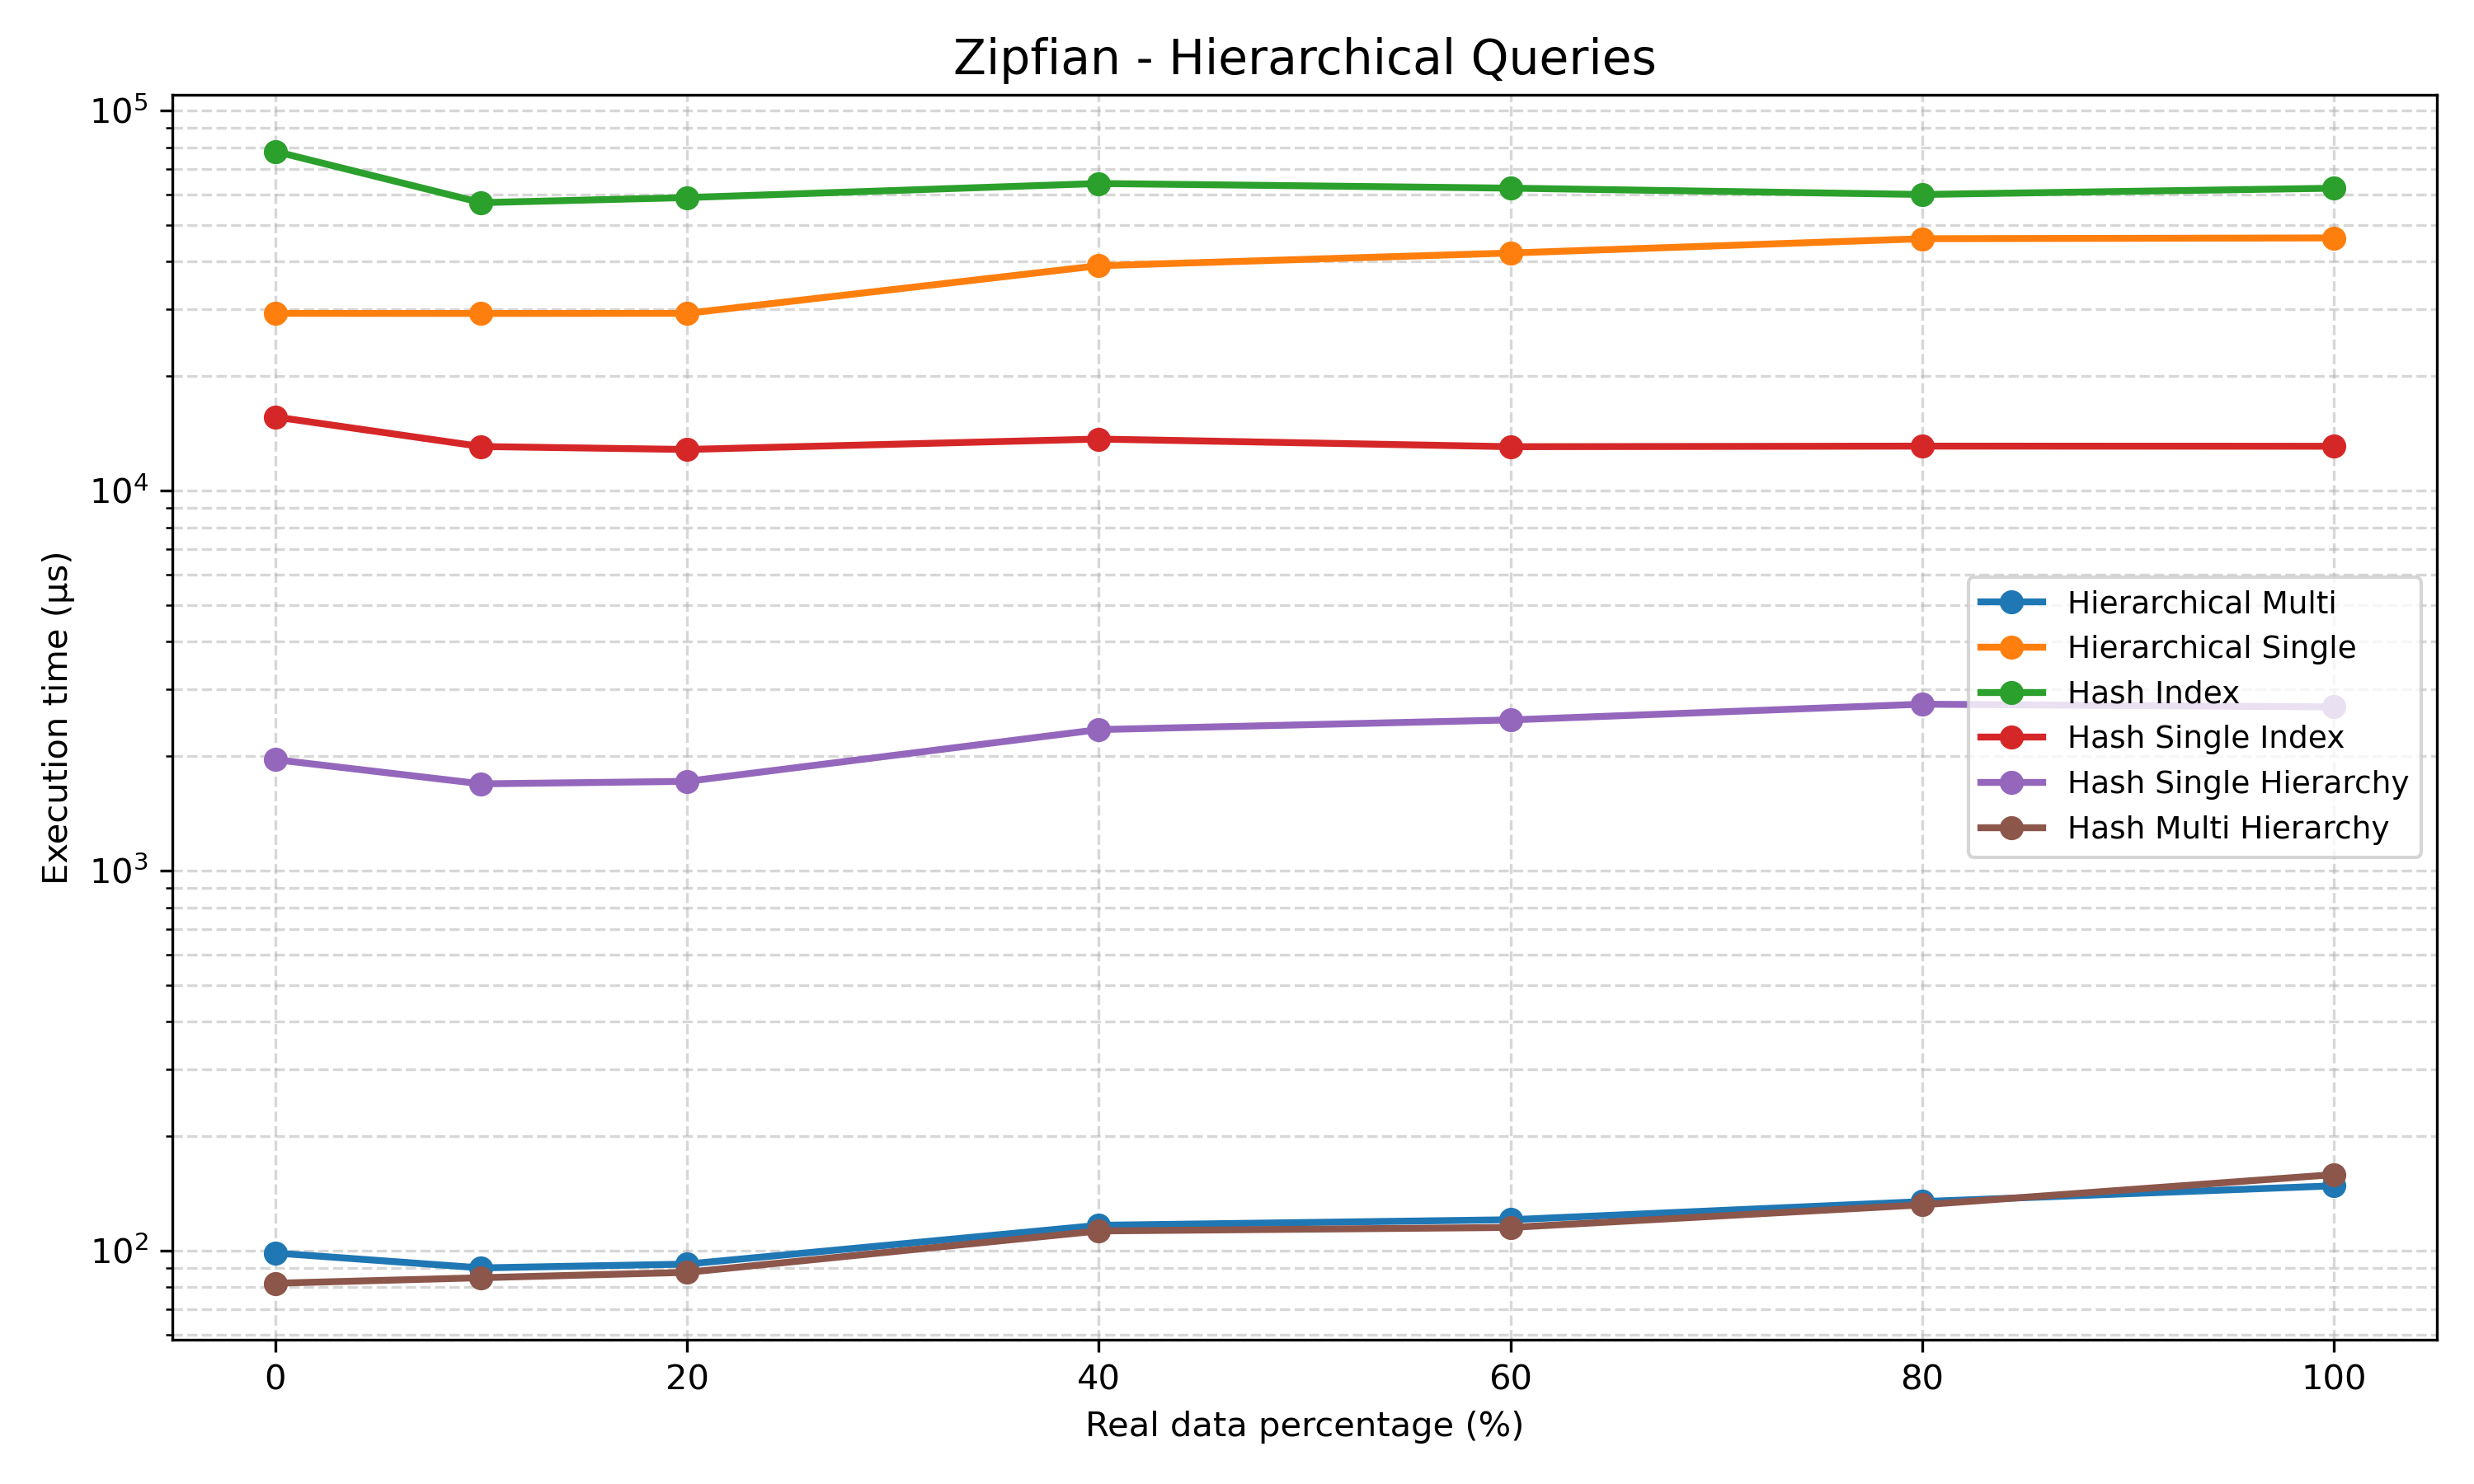 Zipfian - Hierarchical Queries
10⁵
10⁴
10³
10²
Execution time (µs)
Hierarchical Multi
Hierarchical Single
Hash Index
Hash Single Index
Hash Single Hierarchy
Hash Multi Hierarchy
0 20 40 60 80 100
Real data percentage (%)